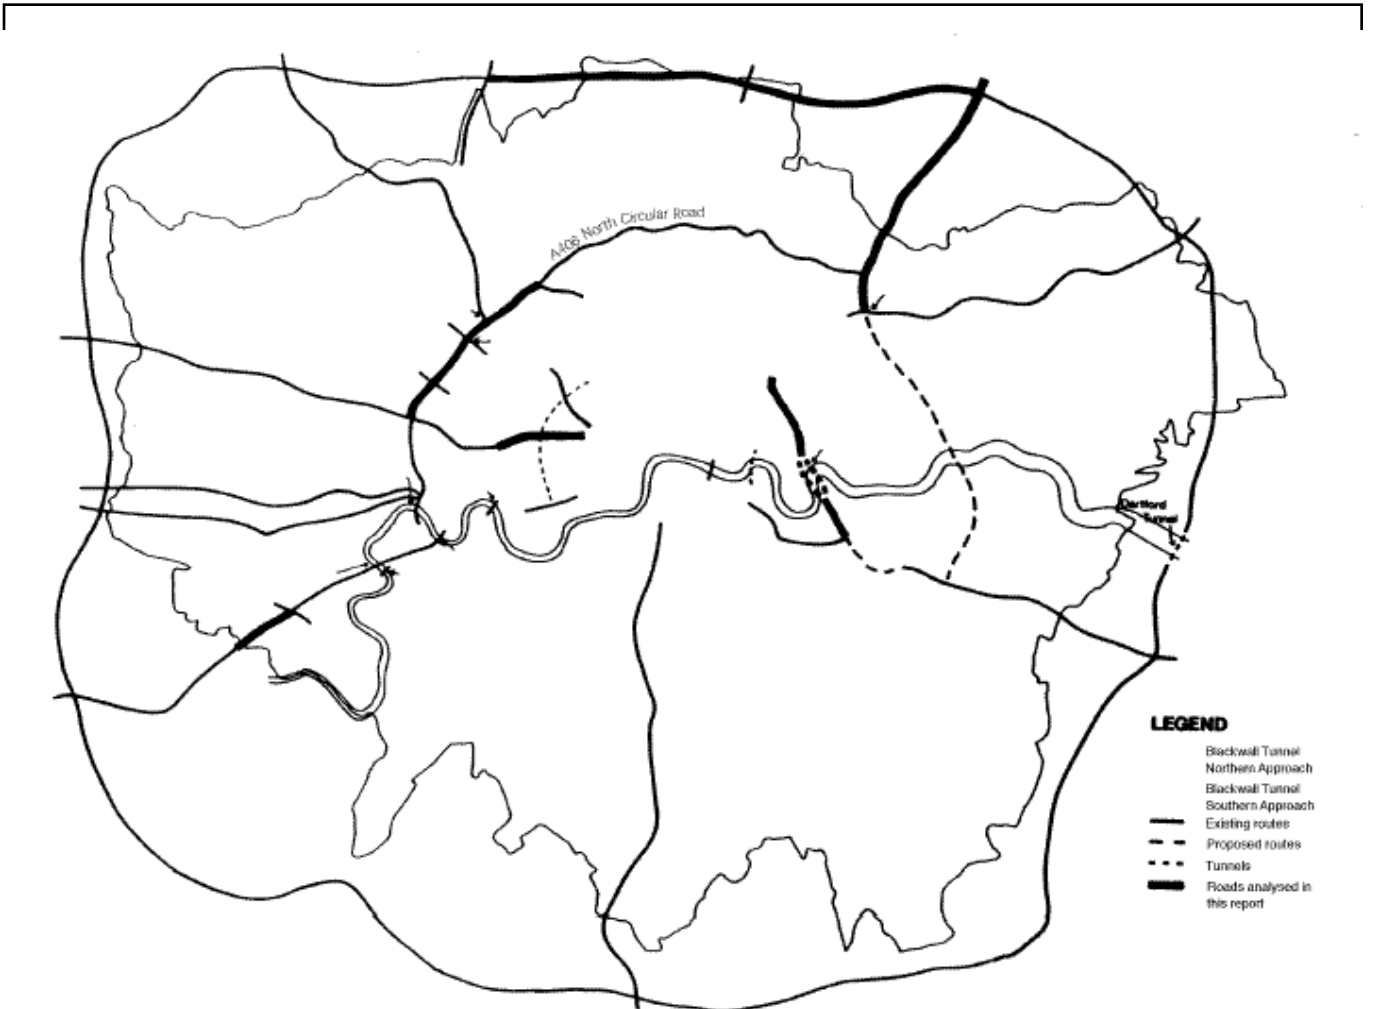 A406 North Circular Road
Dartford
Tunnel
LEGEND
Blackwall Tunnel
Northern Approach
Blackwall Tunnel
Southern Approach
Existing routes
Proposed routes
Tunnels
Roads analysed in
this report